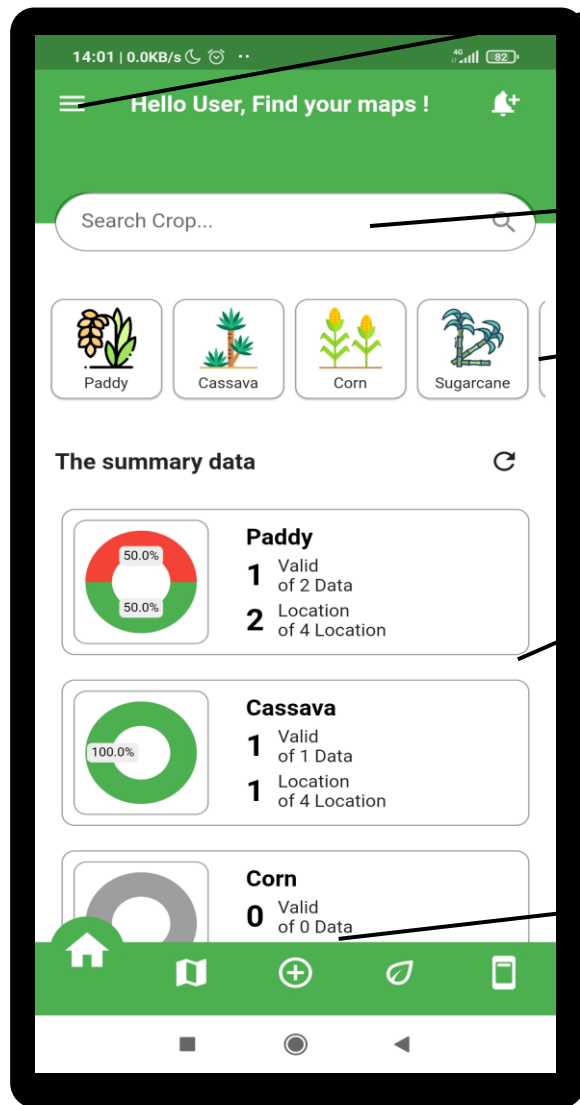 14:01 | 0.0KB/s
4G 82
Hello User, Find your maps !
Search Crop...
Paddy Cassava Corn Sugarcane
The summary data
50.0%
50.0%
Paddy
1 Valid
of 2 Data
2 Location
of 4 Location
100.0%
Cassava
1 Valid
of 1 Data
1 Location
of 4 Location
Corn
0 Valid
of 0 Data